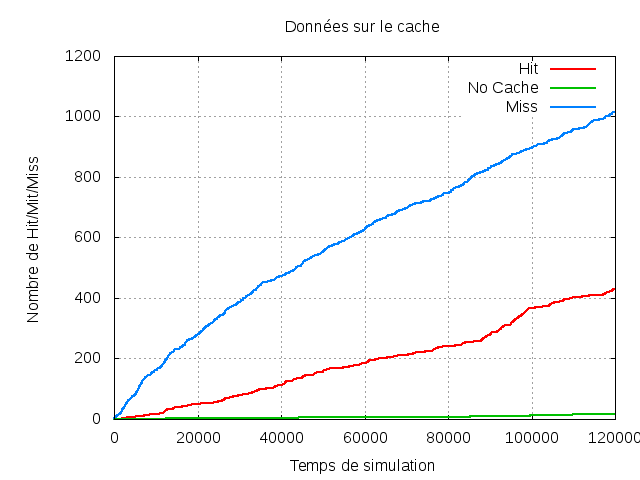 Données sur le cache
1200
1000
800
600
400
200
0
Nombre de Hit/Mit/Miss
Hit
No Cache
Miss
0 20000 40000 60000 80000 100000 120000
Temps de simulation